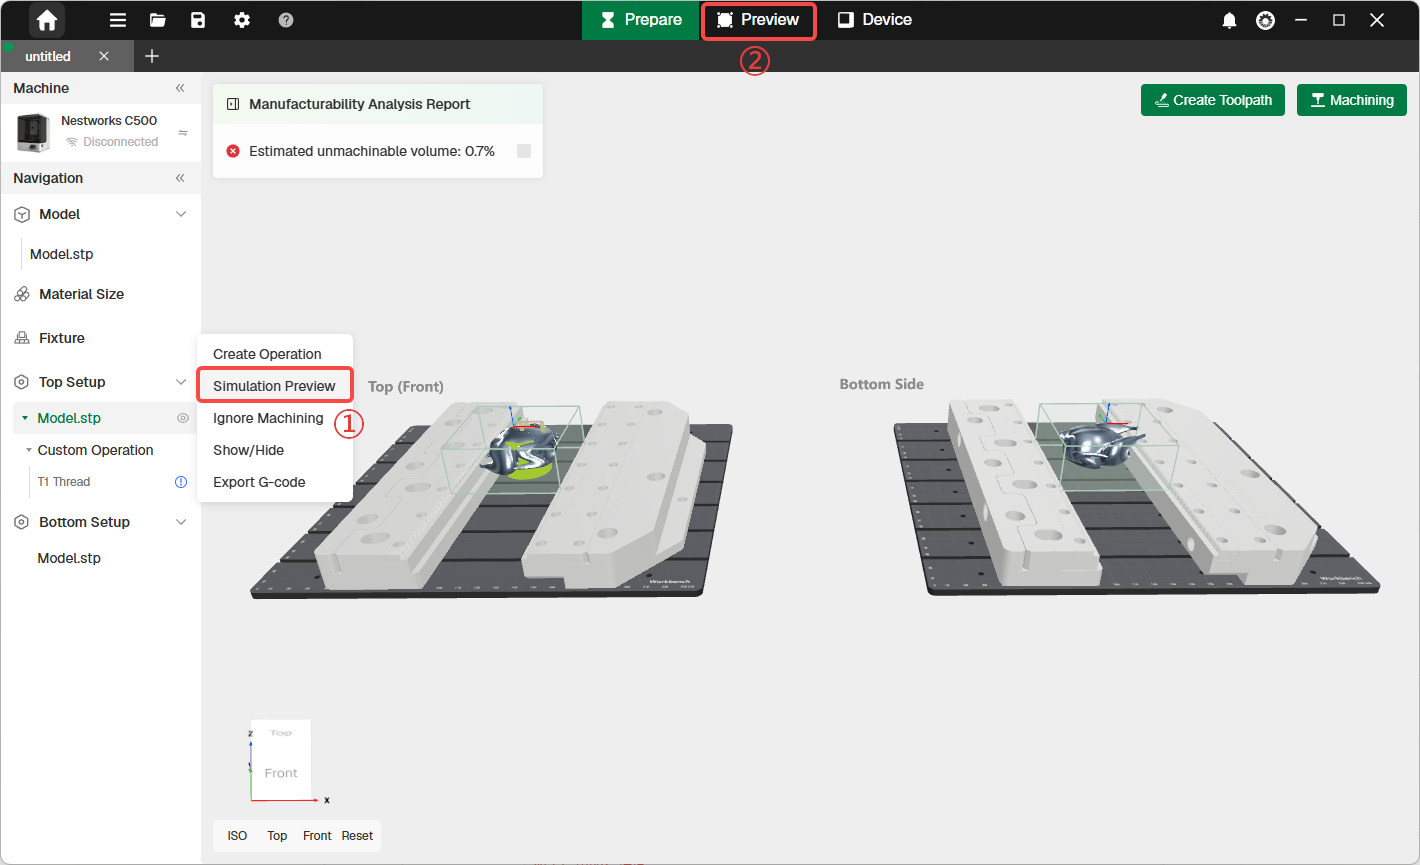 Prepare
Preview
Device
②
untitled
Machine
Nestworks C500
Disconnected
Navigation
Model
Model.stp
Material Size
Fixture
Top Setup
Model.stp
Custom Operation
T1 Thread
Bottom Setup
Model.stp
Manufacturability Analysis Report
Estimated unmachinable volume: 0.7%
Create Toolpath
Machining
Create Operation
Simulation Preview
Ignore Machining
①
Show/Hide
Export G-code
Top (Front)
Bottom Side
Workbench
Workbench
Z
Top
Front
X
ISO
Top
Front
Reset